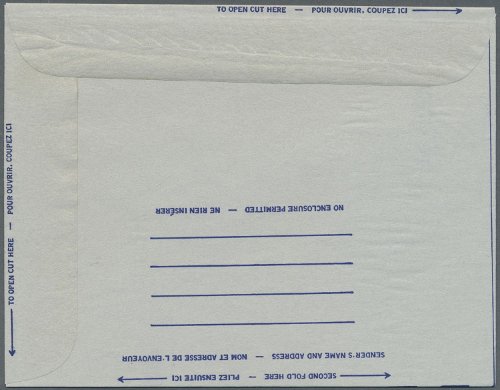 TO OPEN CUT HERE — POUR OUVRIR, COUPEZ ICI
TO OPEN CUT HERE — POUR OUVRIR, COUPEZ ICI
SECOND FOLD HERE — PLIEZ ENSUITE ICI
SENDER'S NAME AND ADDRESS — NOM ET ADRESSE DE L'ENVOYEUR
NO ENCLOSURE PERMITTED — NE RIEN INSÉRER